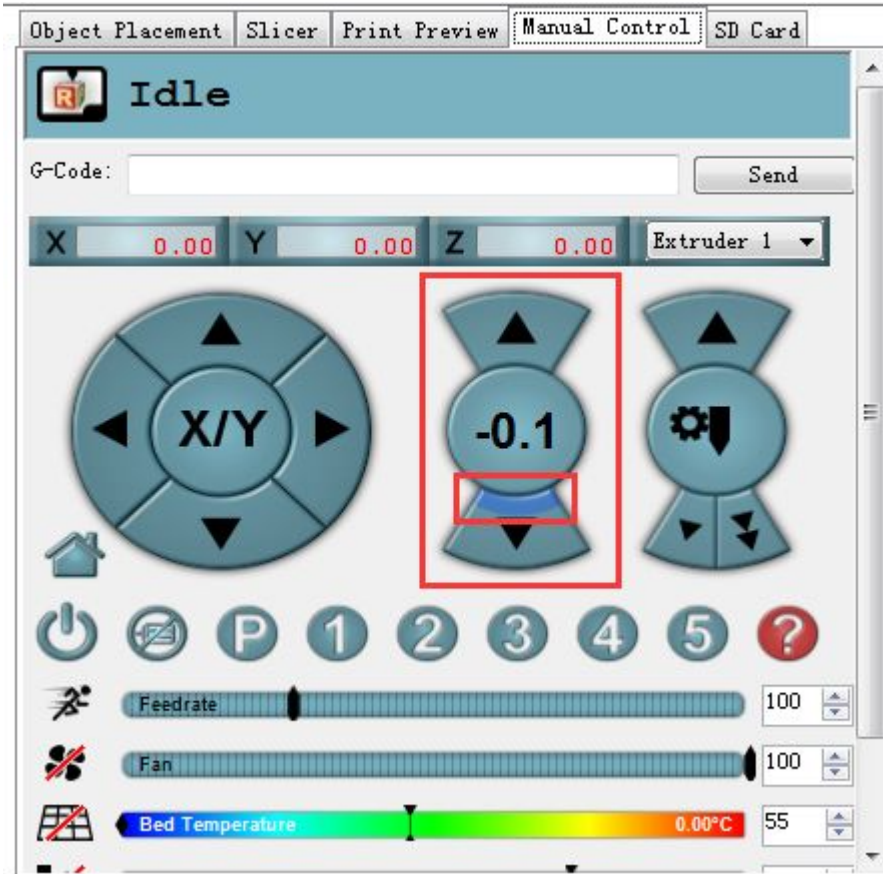 Object Placement Slicer Print Preview Manual Control SD Card
R Idle
G-Code: Send
X 0.00 Y 0.00 Z 0.00 Extruder 1
X/Y -0.1
P 1 2 3 4 5 ?
Feedrate 100
Fan 100
Bed Temperature 0.00°C 55